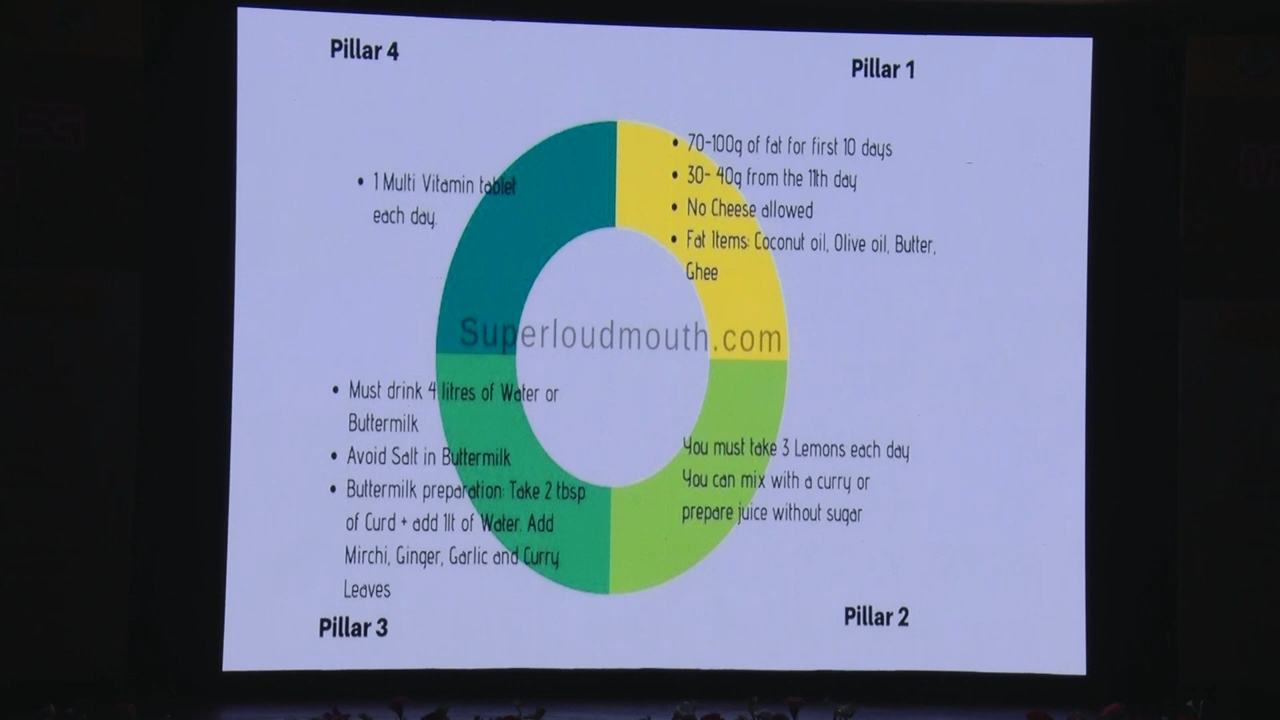 Pillar 4
Pillar 1
• 70-100g of fat for first 10 days
• 30- 40g from the 11th day
• No Cheese allowed
• Fat Items: Coconut oil, Olive oil, Butter,
Ghee
• 1 Multi Vitamin tablet
each day.
Superloudmouth.com
• Must drink 4 litres of Water or
Buttermilk
• Avoid Salt in Buttermilk
• Buttermilk preparation: Take 2 tbsp
of Curd + add 1lt of Water. Add
Mirchi, Ginger, Garlic and Curry
Leaves
You must take 3 Lemons each day
You can mix with a curry or
prepare juice without sugar
Pillar 3
Pillar 2